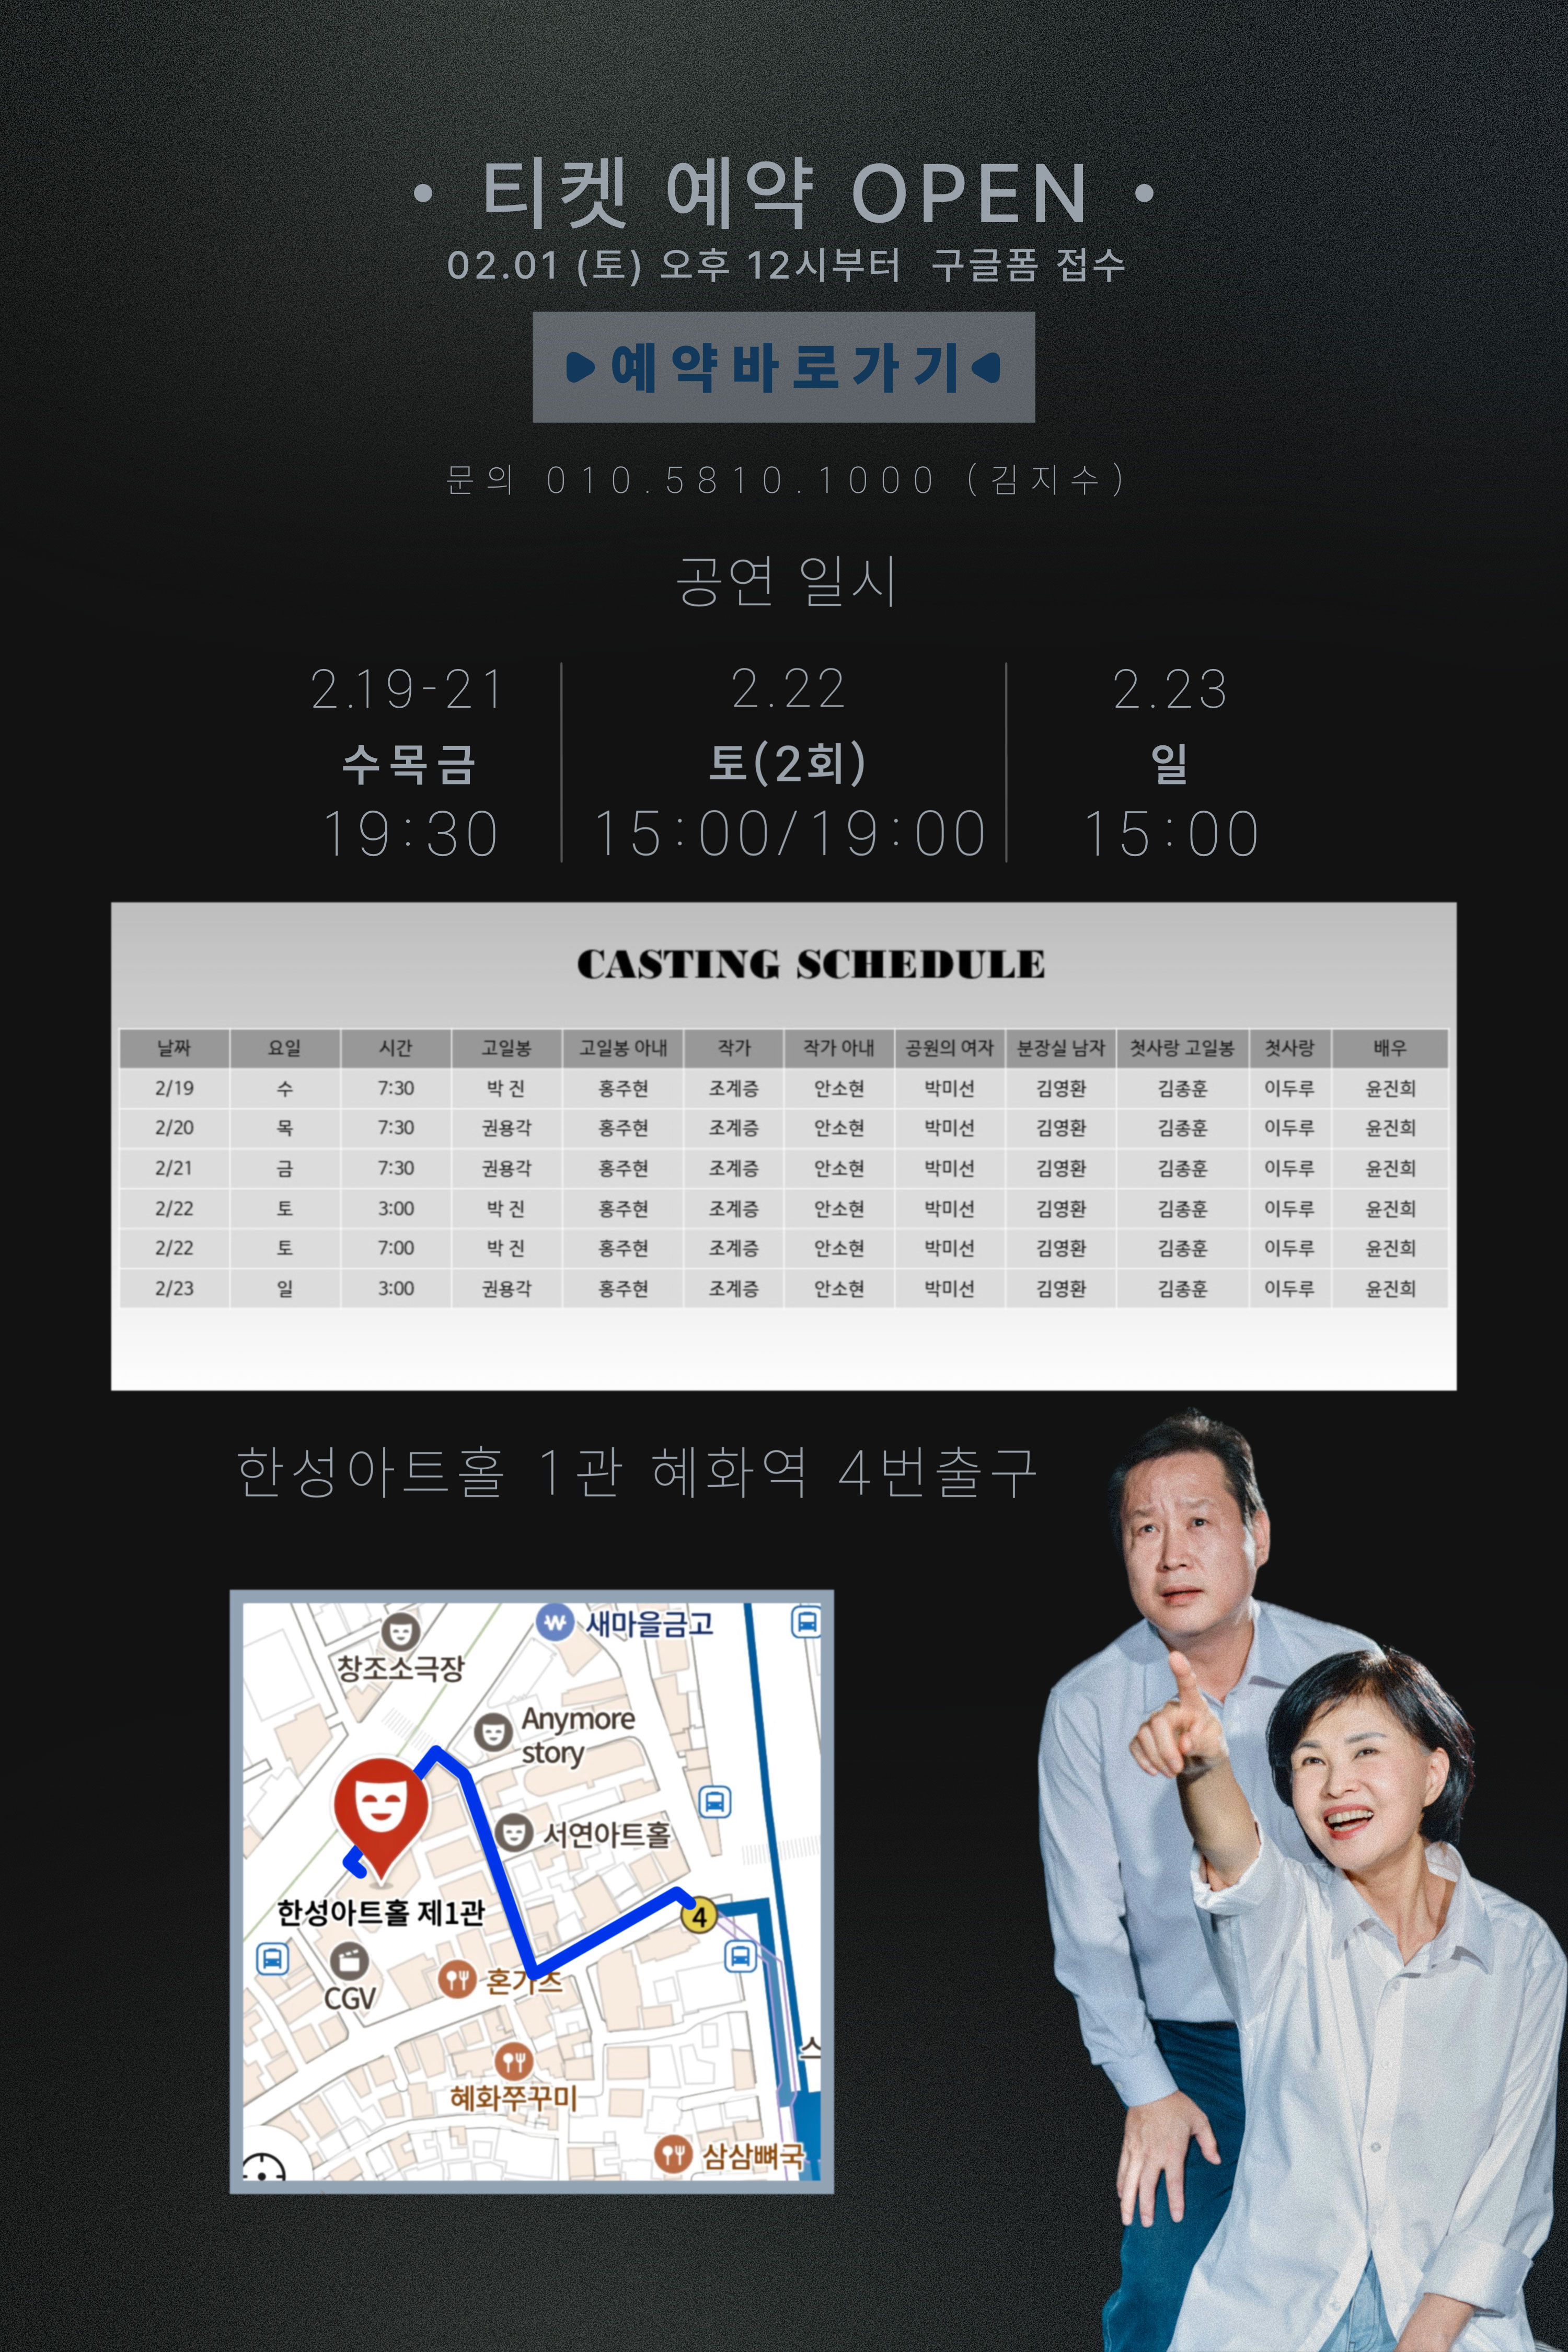 • 티켓 예약 OPEN •
02.01 (토) 오후 12시부터 구글폼 접수
▶예약바로가기◀
문의 010.5810.1000 (김지수)
공연 일시
2.19-21
수목금
19:30
2.22
토(2회)
15:00/19:00
2.23
일
15:00
CASTING SCHEDULE
날짜 요일 시간 고일봉 고일봉 아내 작가 작가 아내 공원의 여자 분장실 남자 첫사랑 고일봉 첫사랑 배우
2/19 수 7:30 박 진 홍주현 조계증 안소현 박미선 김영환 김종훈 이두루 윤진희
2/20 목 7:30 권용각 홍주현 조계증 안소현 박미선 김영환 김종훈 이두루 윤진희
2/21 금 7:30 권용각 홍주현 조계증 안소현 박미선 김영환 김종훈 이두루 윤진희
2/22 토 3:00 박 진 홍주현 조계증 안소현 박미선 김영환 김종훈 이두루 윤진희
2/22 토 7:00 박 진 홍주현 조계증 안소현 박미선 김영환 김종훈 이두루 윤진희
2/23 일 3:00 권용각 홍주현 조계증 안소현 박미선 김영환 김종훈 이두루 윤진희
한성아트홀 1관 혜화역 4번출구
새마을금고
창조소극장
Anymore
story
서연아트홀
4
한성아트홀 제1관
CGV
혼가츠
혜화쭈꾸미
삼삼뼈국